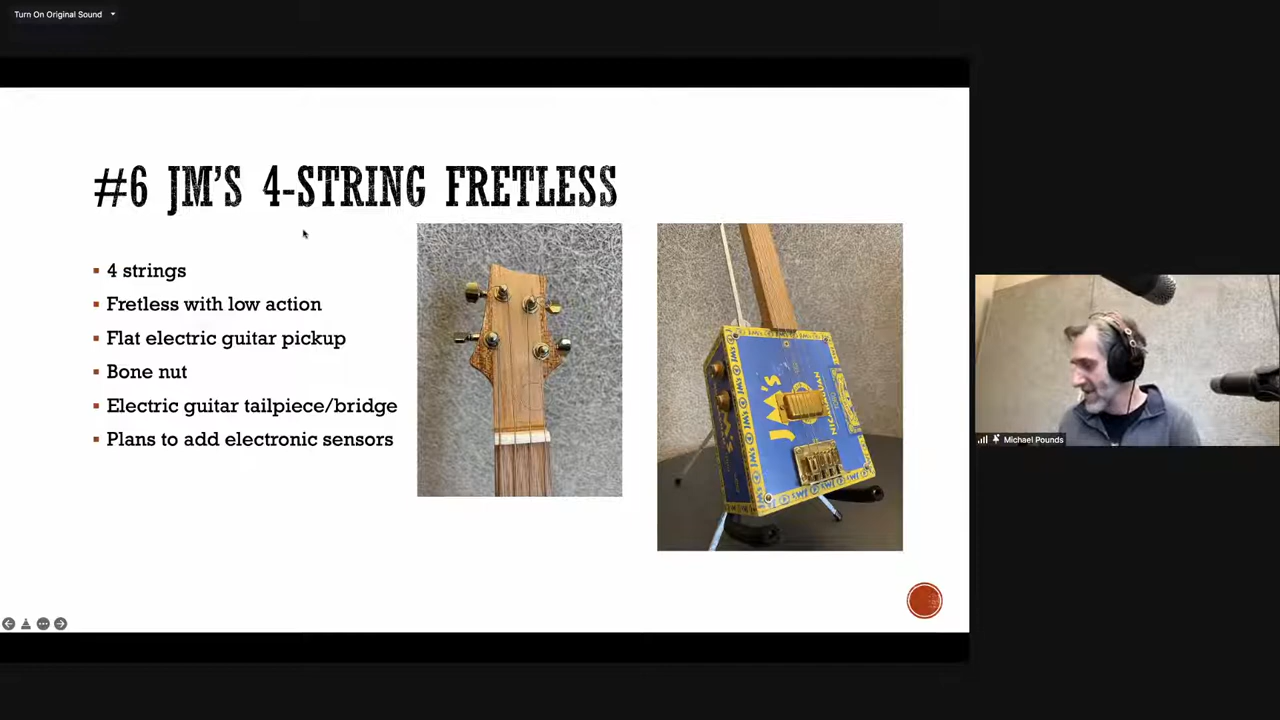 Turn On Original Sound
#6 JM'S 4-STRING FRETLESS
▪ 4 strings
▪ Fretless with low action
▪ Flat electric guitar pickup
▪ Bone nut
▪ Electric guitar tailpiece/bridge
▪ Plans to add electronic sensors
JM's
Michael Pounds